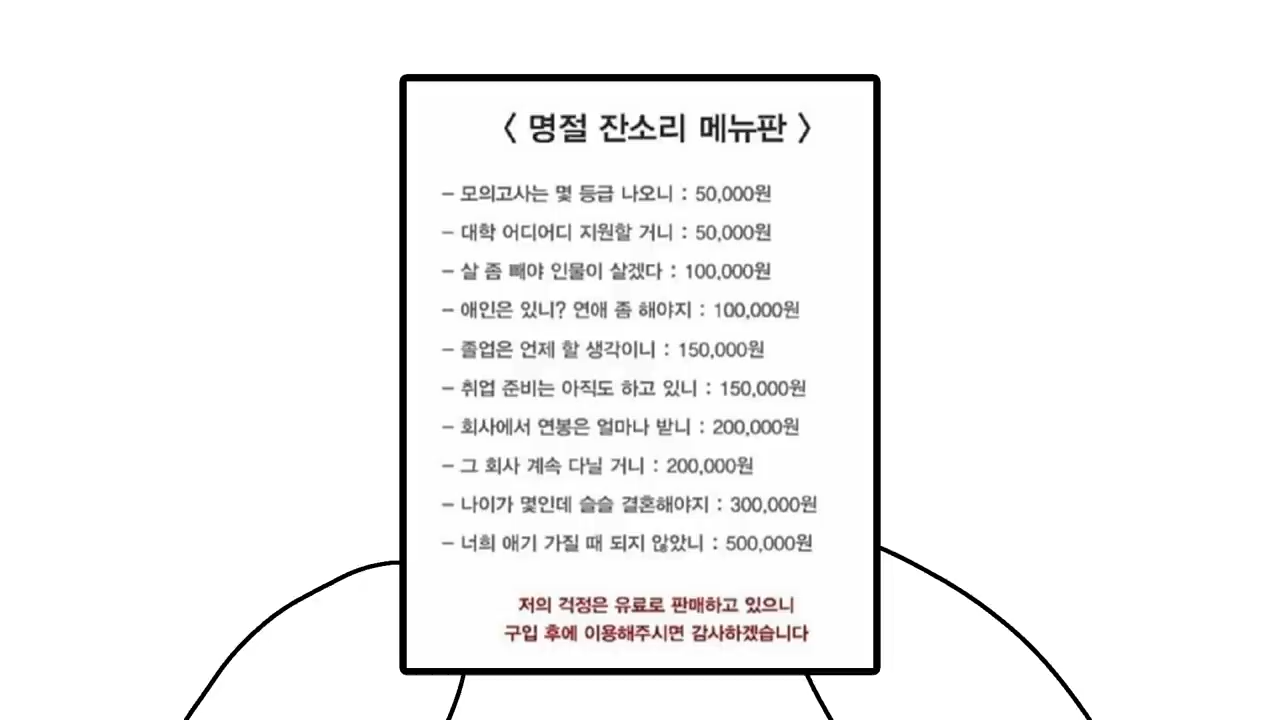 〈 명절 잔소리 메뉴판 〉
– 모의고사는 몇 등급 나오니 : 50,000원
– 대학 어디어디 지원할 거니 : 50,000원
– 살 좀 빼야 인물이 살겠다 : 100,000원
– 애인은 있니? 연애 좀 해야지 : 100,000원
– 졸업은 언제 할 생각이니 : 150,000원
– 취업 준비는 아직도 하고 있니 : 150,000원
– 회사에서 연봉은 얼마나 받니 : 200,000원
– 그 회사 계속 다닐 거니 : 200,000원
– 나이가 몇인데 슬슬 결혼해야지 : 300,000원
– 너희 애기 가질 때 되지 않았니 : 500,000원
저의 걱정은 유료로 판매하고 있으니
구입 후에 이용해주시면 감사하겠습니다